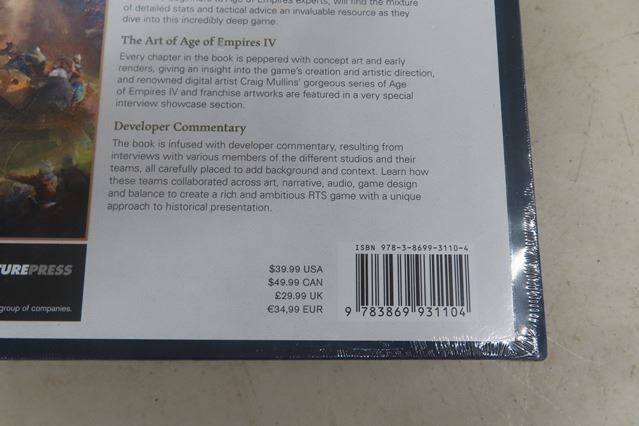 of detailed stats and tactical advice an invaluable resource as they
dive into this incredibly deep game.
The Art of Age of Empires IV
Every chapter in the book is peppered with concept art and early
renders, giving an insight into the game's creation and artistic direction,
and renowned digital artist Craig Mullins' gorgeous series of Age
of Empires IV and franchise artworks are featured in a very special
interview showcase section.
Developer Commentary
The book is infused with developer commentary, resulting from
interviews with various members of the different studios and their
teams, all carefully placed to add background and context. Learn how
these teams collaborated across art, narrative, audio, game design
and balance to create a rich and ambitious RTS game with a unique
approach to historical presentation.
TUREPRESS
group of companies.
$39.99 USA
$49.99 CAN
£29.99 UK
€34,99 EUR
ISBN 978-3-8699-3110-4
9 783869 931104